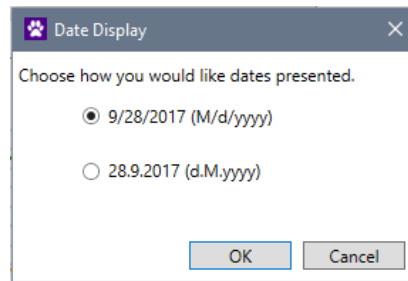 Date Display
Choose how you would like dates presented.
9/28/2017 (M/d/yyyy)
28.9.2017 (d.M.yyyy)
OK Cancel